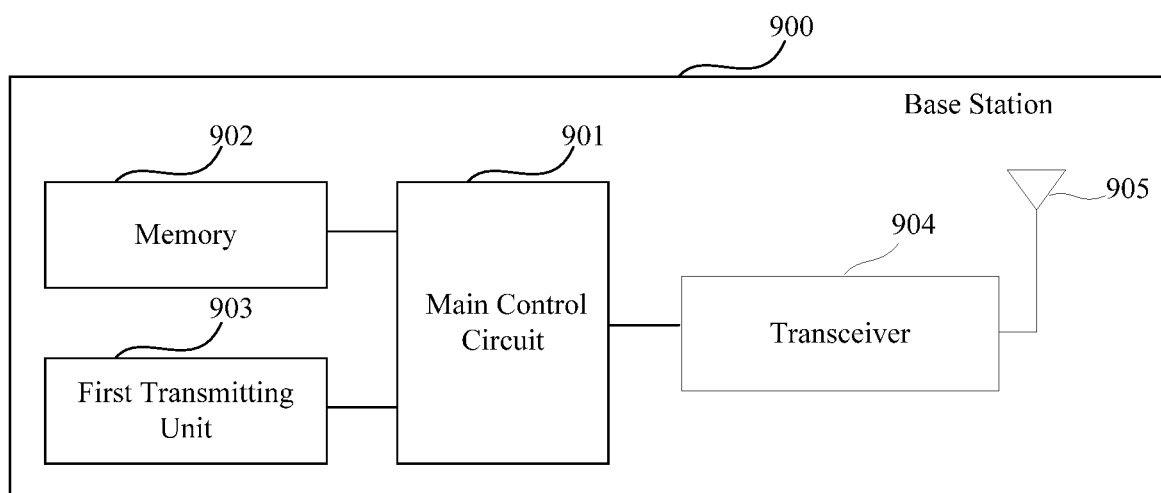 900
Base Station
902
901
905
Memory
904
903
Main Control
Circuit
Transceiver
First Transmitting
Unit